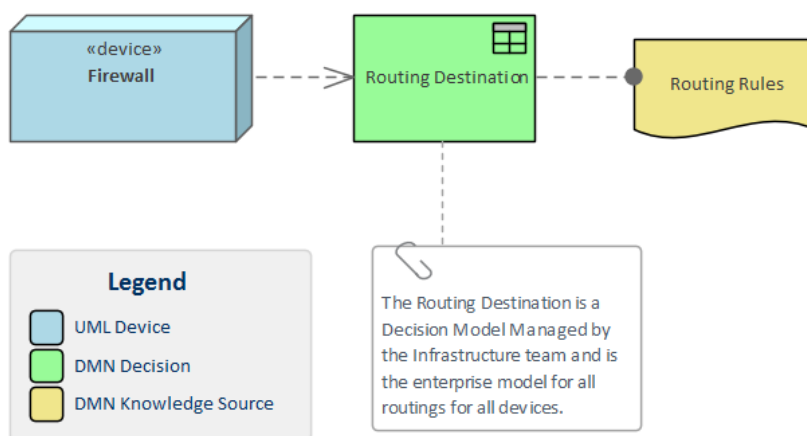 «device»
Firewall
Routing Destination
Routing Rules
Legend
UML Device
DMN Decision
DMN Knowledge Source
The Routing Destination is a
Decision Model Managed by
the Infrastructure team and is
the enterprise model for all
routings for all devices.